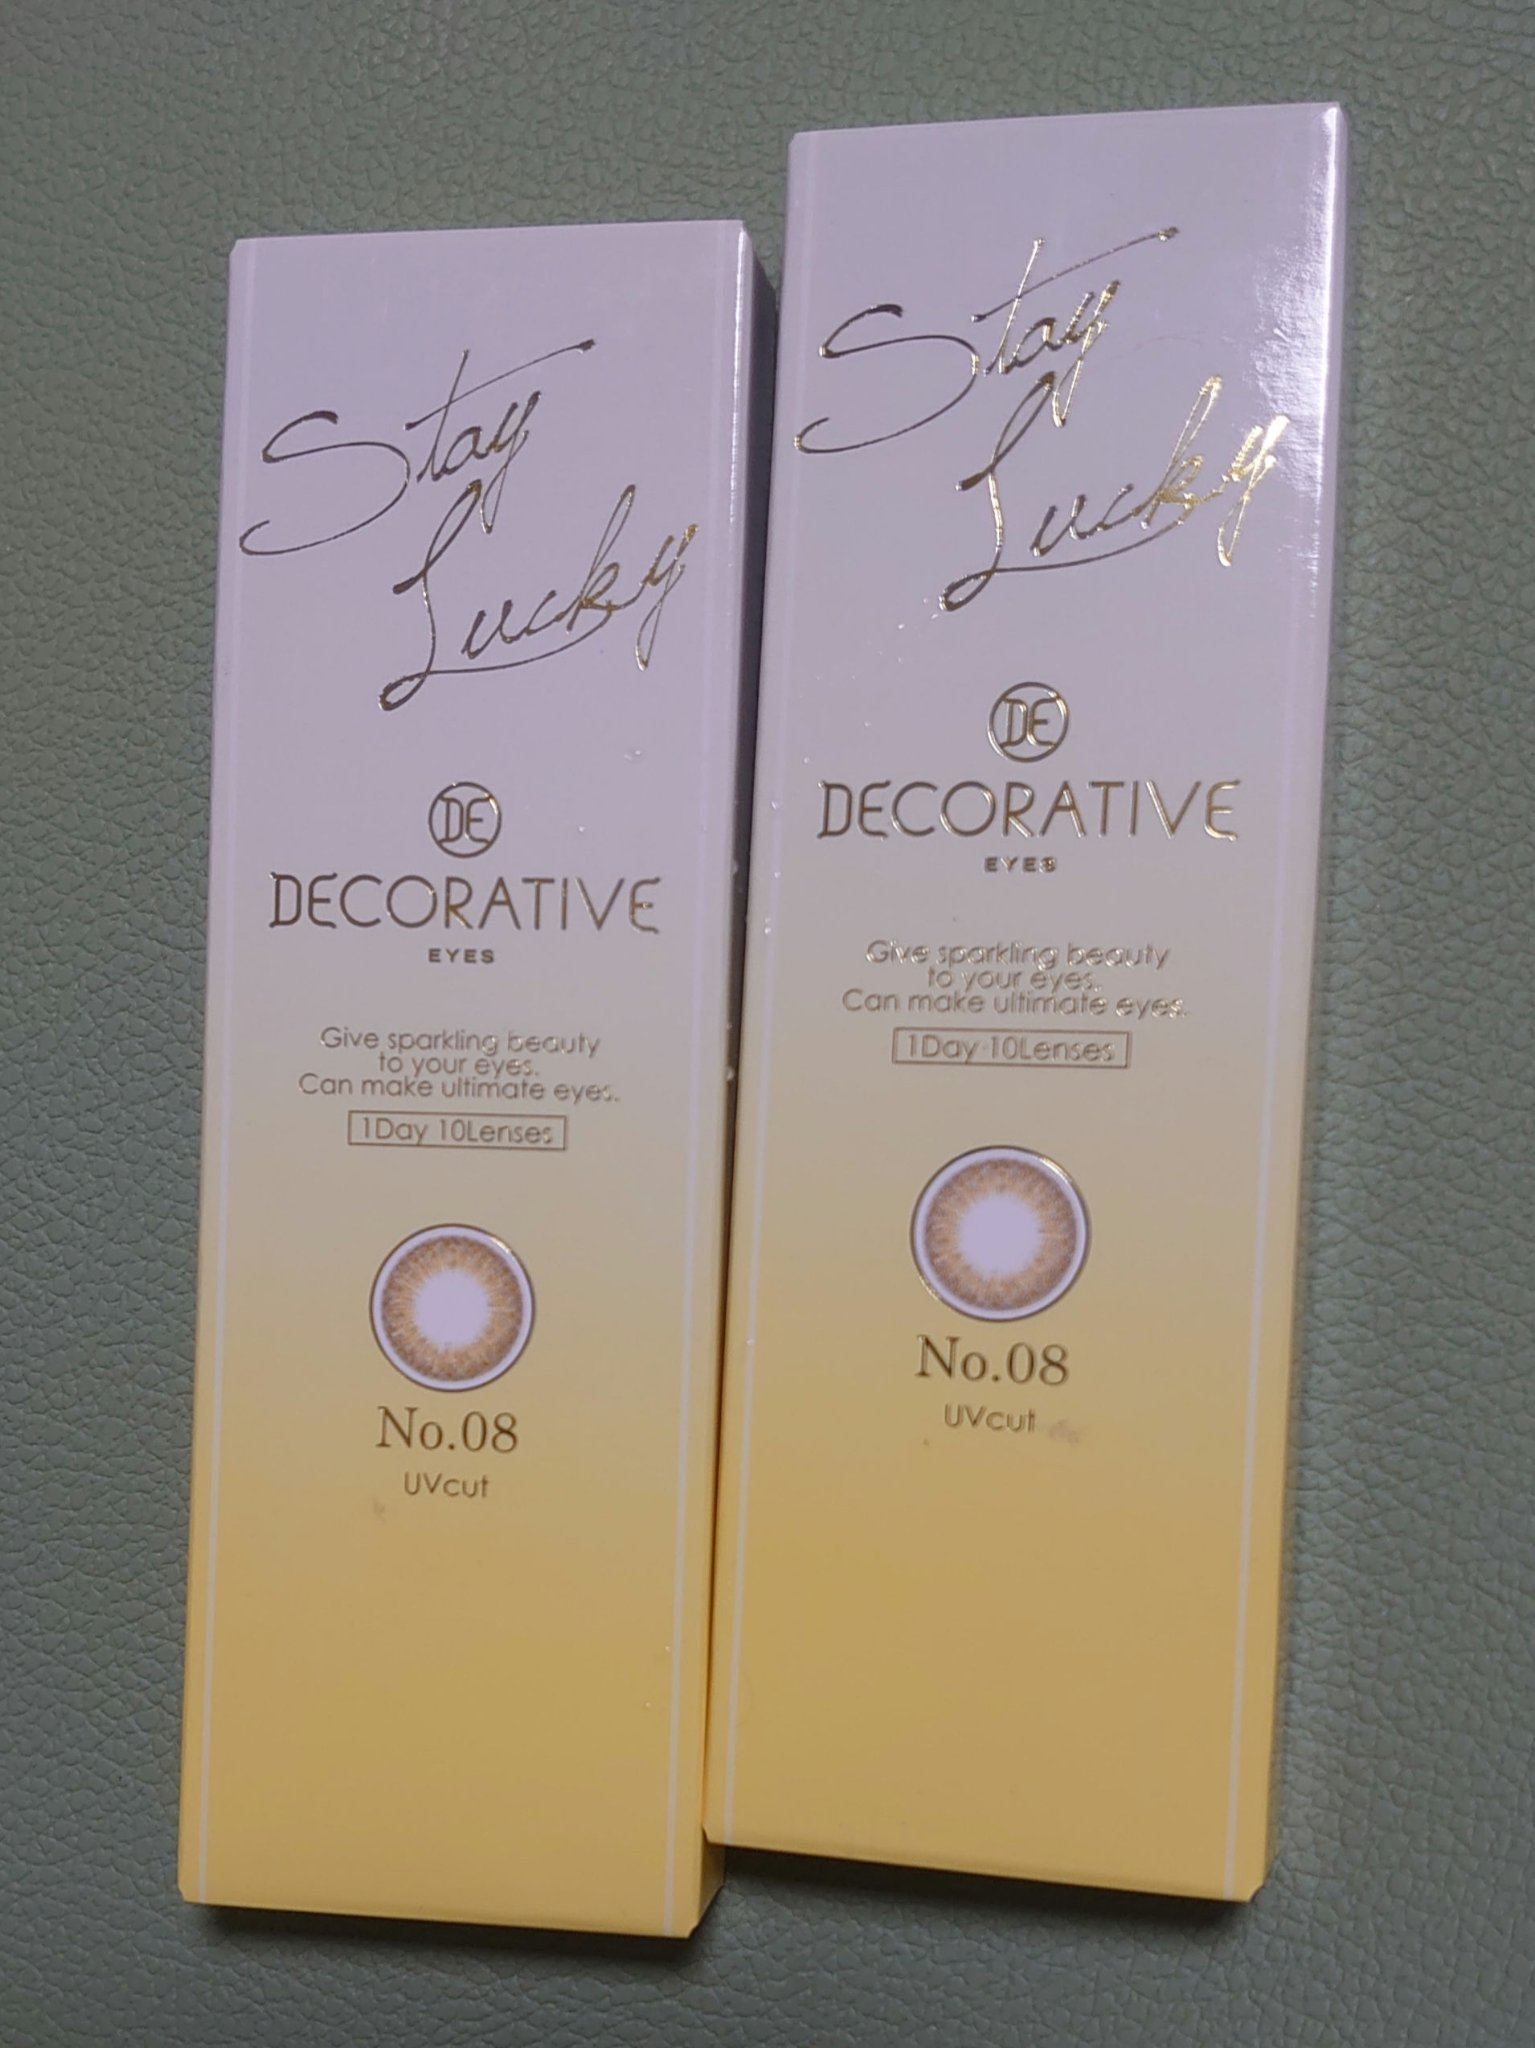 Stay
Lucky
DE
DECORATIVE
EYES
Give sparkling beauty
to your eyes.
Can make ultimate eyes.
1Day 10Lenses
No.08
UVcut
Stay
Lucky
DE
DECORATIVE
EYES
Give sparkling beauty
to your eyes.
Can make ultimate eyes.
1Day 10Lenses
No.08
UVcut